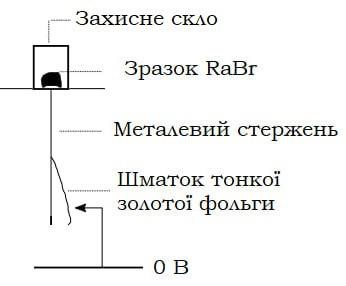 Захисне скло
Зразок RaBr
Металевий стержень
Шматок тонкої
золотої фольги
0 В